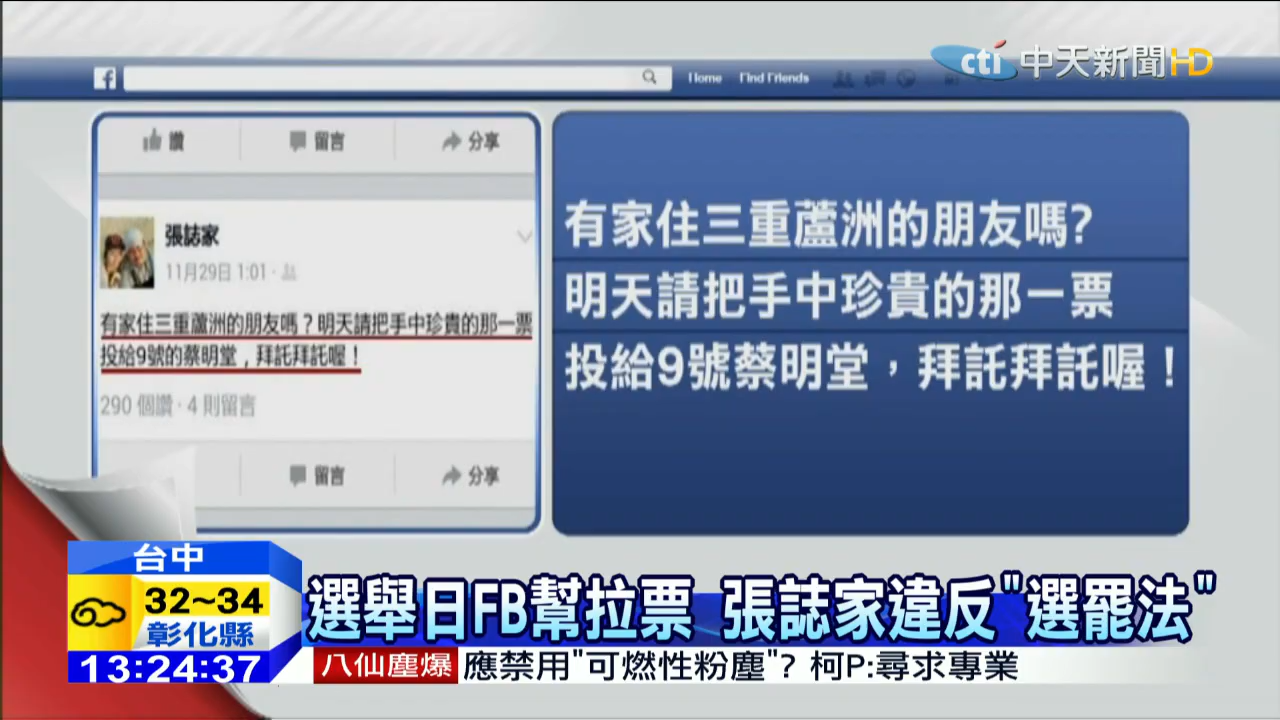 cti 中天新聞HD
f Home Find Friends
讚 留言 分享
張誌家
11月29日 1:01
有家住三重蘆洲的朋友嗎?明天請把手中珍貴的那一票
投給9號的蔡明堂,拜託拜託喔!
290 個讚 · 4 則留言
留言 分享
有家住三重蘆洲的朋友嗎?
明天請把手中珍貴的那一票
投給9號蔡明堂,拜託拜託喔!
台中
32~34
彰化縣
13:24:37
選舉日FB幫拉票 張誌家違反"選罷法"
八仙塵爆 應禁用"可燃性粉塵"? 柯P:尋求專業